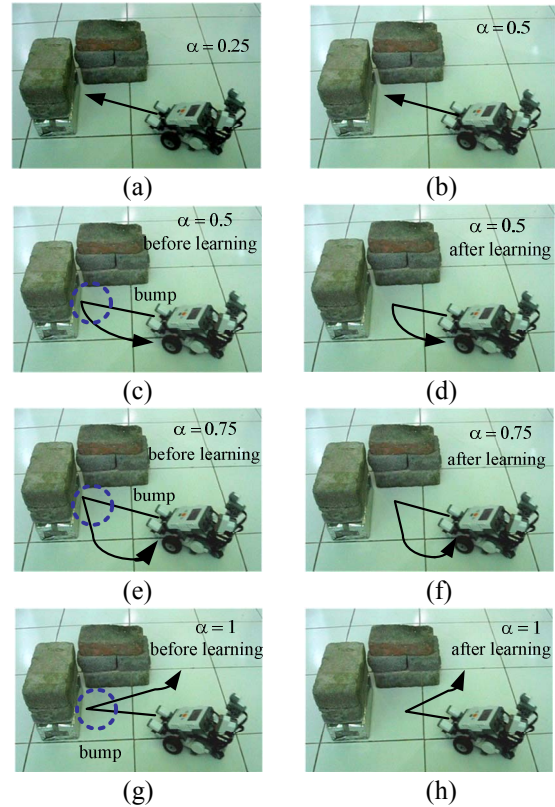 α = 0.25
α = 0.5
(a)
(b)
α = 0.5
before learning
bump
α = 0.5
after learning
(c)
(d)
α = 0.75
before learning
bump
α = 0.75
after learning
(e)
(f)
α = 1
before learning
bump
α = 1
after learning
(g)
(h)